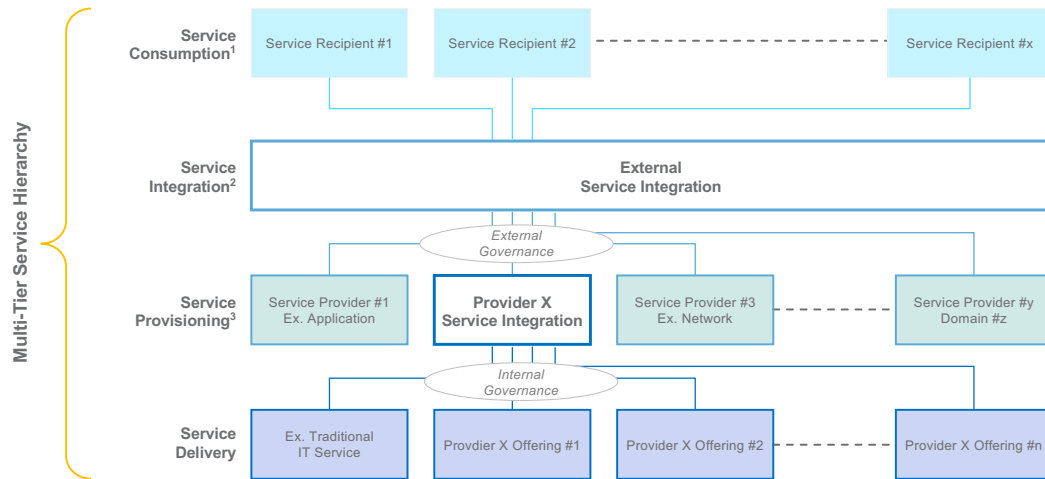 Multi-Tier Service Hierarchy
Service
Consumption¹
Service Recipient #1
Service Recipient #2
Service Recipient #x
Service
Integration²
External
Service Integration
External
Governance
Service
Provisioning³
Service Provider #1
Ex. Application
Provider X
Service Integration
Service Provider #3
Ex. Network
Service Provider #y
Domain #z
Internal
Governance
Service
Delivery
Ex. Traditional
IT Service
Provdier X Offering #1
Provider X Offering #2
Provider X Offering #n